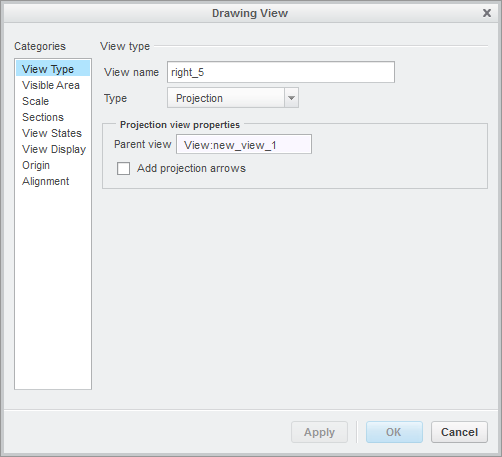 Drawing View
Categories
View Type
Visible Area
Scale
Sections
View States
View Display
Origin
Alignment
View type
View name right_5
Type Projection
Projection view properties
Parent view View:new_view_1
Add projection arrows
Apply OK Cancel